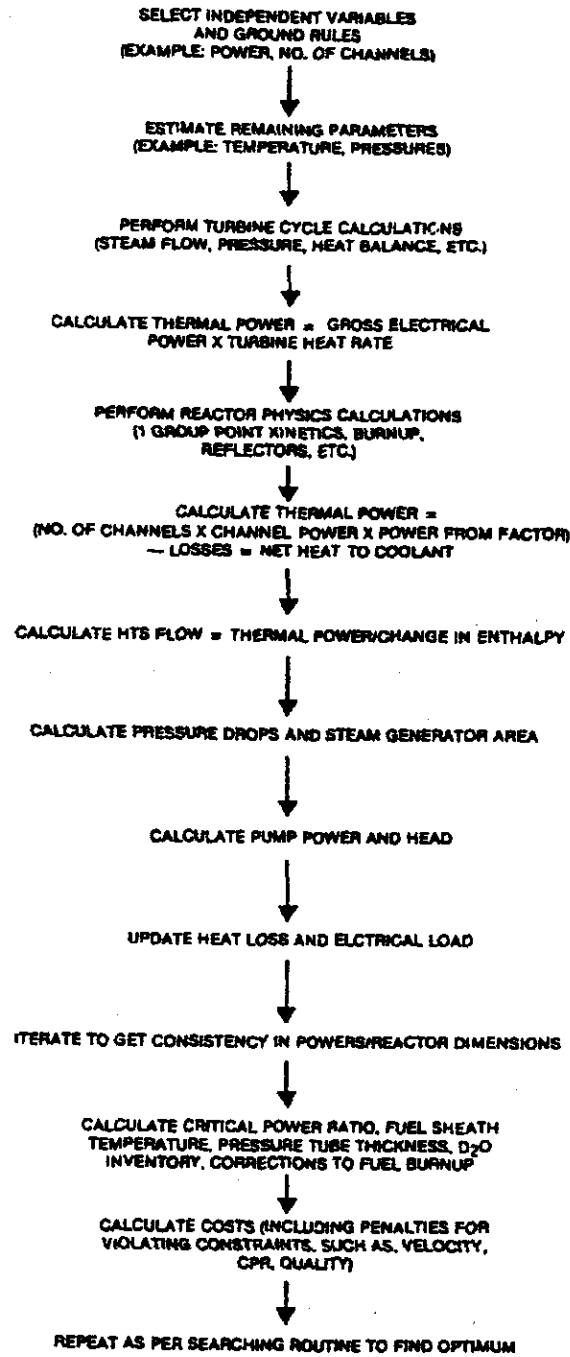 SELECT INDEPENDENT VARIABLES
AND GROUND RULES
(EXAMPLE: POWER, NO. OF CHANNELS)
ESTIMATE REMAINING PARAMETERS
(EXAMPLE: TEMPERATURE, PRESSURES)
PERFORM TURBINE CYCLE CALCULATIONS
(STEAM FLOW, PRESSURE, HEAT BALANCE, ETC.)
CALCULATE THERMAL POWER = GROSS ELECTRICAL
POWER X TURBINE HEAT RATE
PERFORM REACTOR PHYSICS CALCULATIONS
(1 GROUP POINT KINETICS, BURNUP,
REFLECTORS, ETC.)
CALCULATE THERMAL POWER =
(NO. OF CHANNELS X CHANNEL POWER X POWER FROM FACTOR)
— LOSSES = NET HEAT TO COOLANT
CALCULATE HTS FLOW = THERMAL POWER/CHANGE IN ENTHALPY
CALCULATE PRESSURE DROPS AND STEAM GENERATOR AREA
CALCULATE PUMP POWER AND HEAD
UPDATE HEAT LOSS AND ELCTRICAL LOAD
ITERATE TO GET CONSISTENCY IN POWERS/REACTOR DIMENSIONS
CALCULATE CRITICAL POWER RATIO, FUEL SHEATH
TEMPERATURE, PRESSURE TUBE THICKNESS, D₂O
INVENTORY, CORRECTIONS TO FUEL BURNUP
CALCULATE COSTS (INCLUDING PENALTIES FOR
VIOLATING CONSTRAINTS, SUCH AS, VELOCITY,
CPR, QUALITY)
REPEAT AS PER SEARCHING ROUTINE TO FIND OPTIMUM